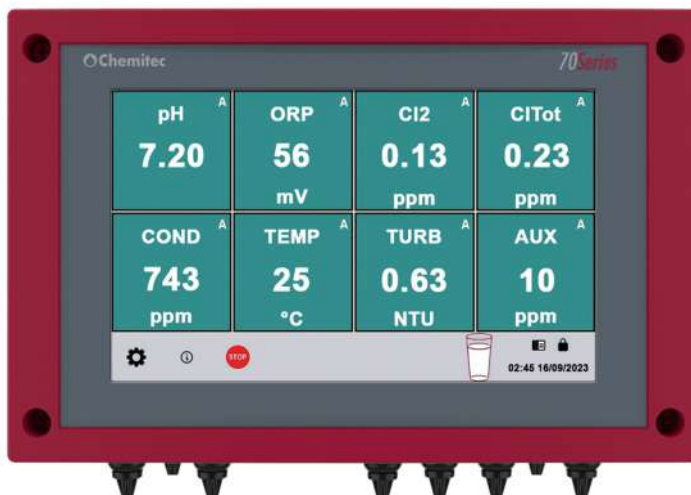 Chemitec
70Series
pH A
7.20
ORP A
56
mV
Cl2 A
0.13
ppm
ClTot A
0.23
ppm
COND A
743
ppm
TEMP A
25
°C
TURB A
0.63
NTU
AUX A
10
ppm
STOP
02:45 16/09/2023